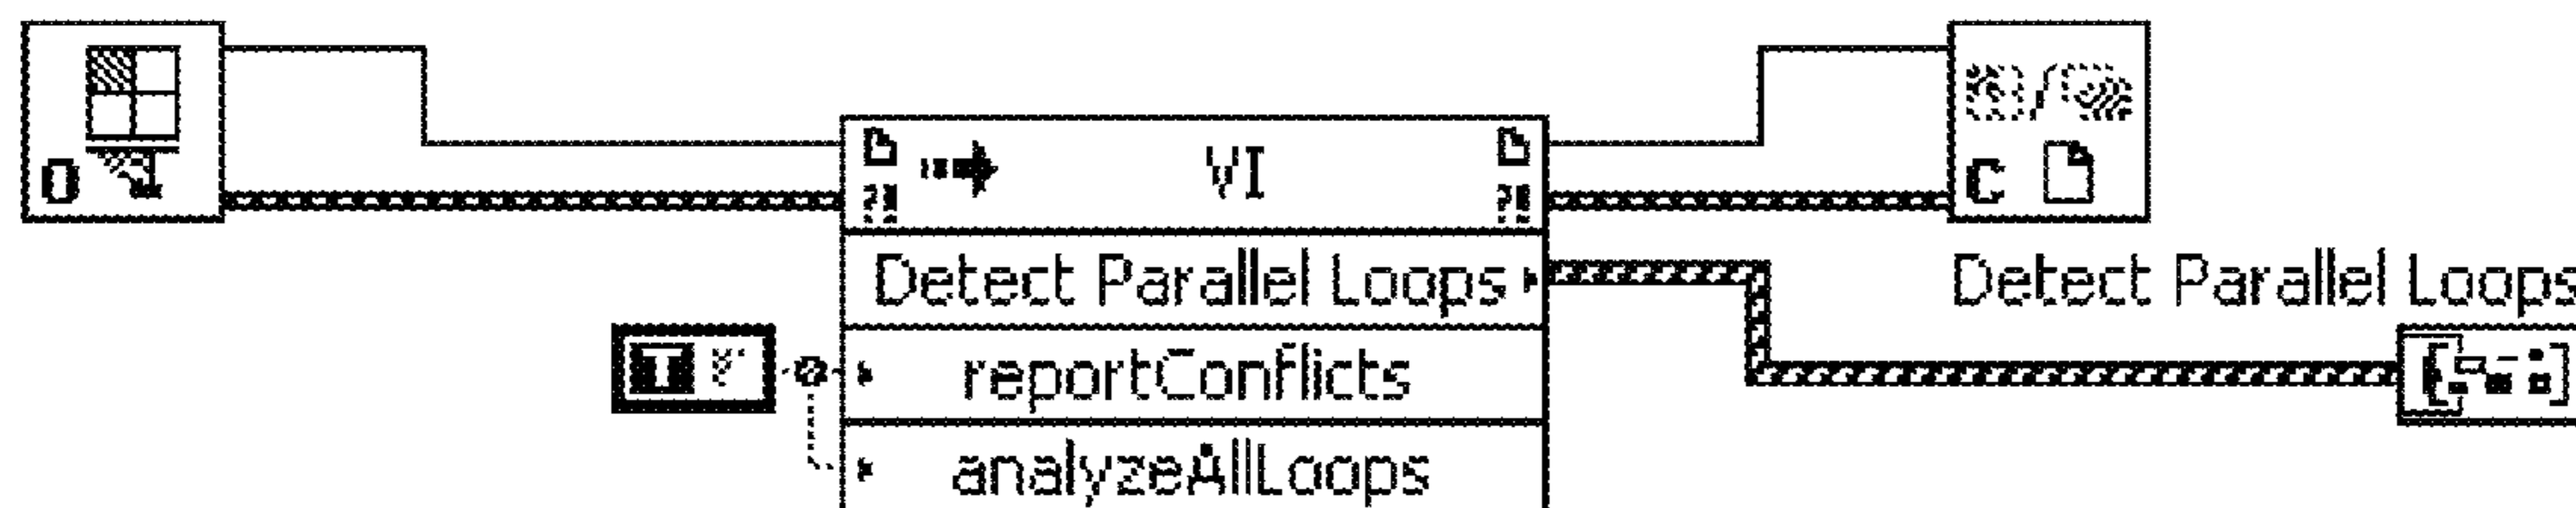 VI
Detect Parallel Loops
Detect Parallel Loops
T
reportConflicts
analyzeAllLoops
O
C